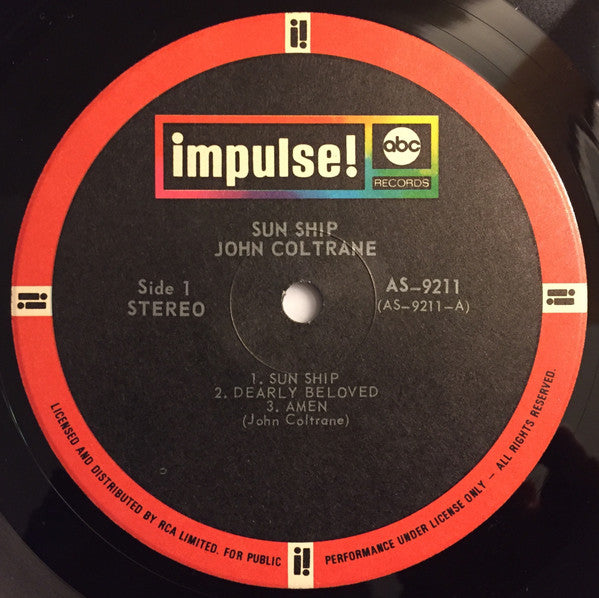 i!
impulse!
abc
RECORDS
SUN SHIP
JOHN COLTRANE
Side 1
STEREO
AS–9211
(AS–9211–A)
1. SUN SHIP
2. DEARLY BELOVED
3. AMEN
(John Coltrane)
i!
i!
LICENSED AND DISTRIBUTED BY RCA LIMITED. FOR PUBLIC
i!
PERFORMANCE UNDER LICENSE ONLY – ALL RIGHTS RESERVED.